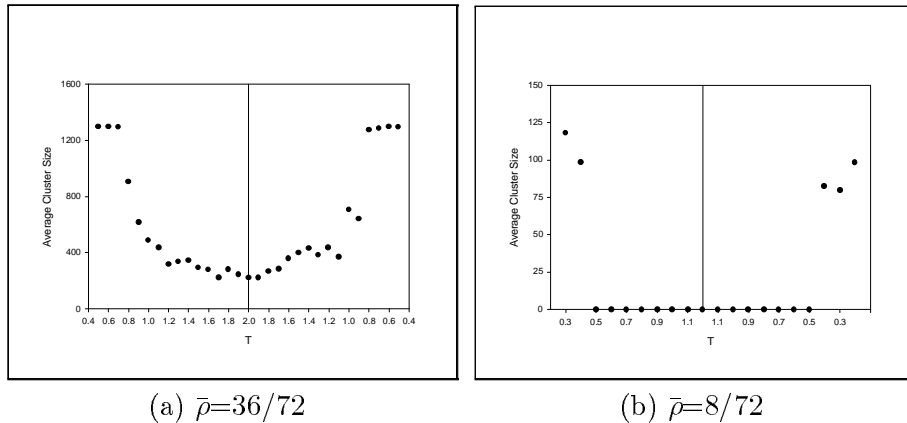 1600
1200
800
400
0
Average Cluster Size
0.4 0.6 0.8 1.0 1.2 1.4 1.6 1.8 2.0 1.8 1.6 1.4 1.2 1.0 0.8 0.6 0.4
T
150
125
100
75
50
25
0
Average Cluster Size
0.3 0.5 0.7 0.9 1.1 1.1 0.9 0.7 0.5 0.3
T
(a) ρ̄=36/72
(b) ρ̄=8/72